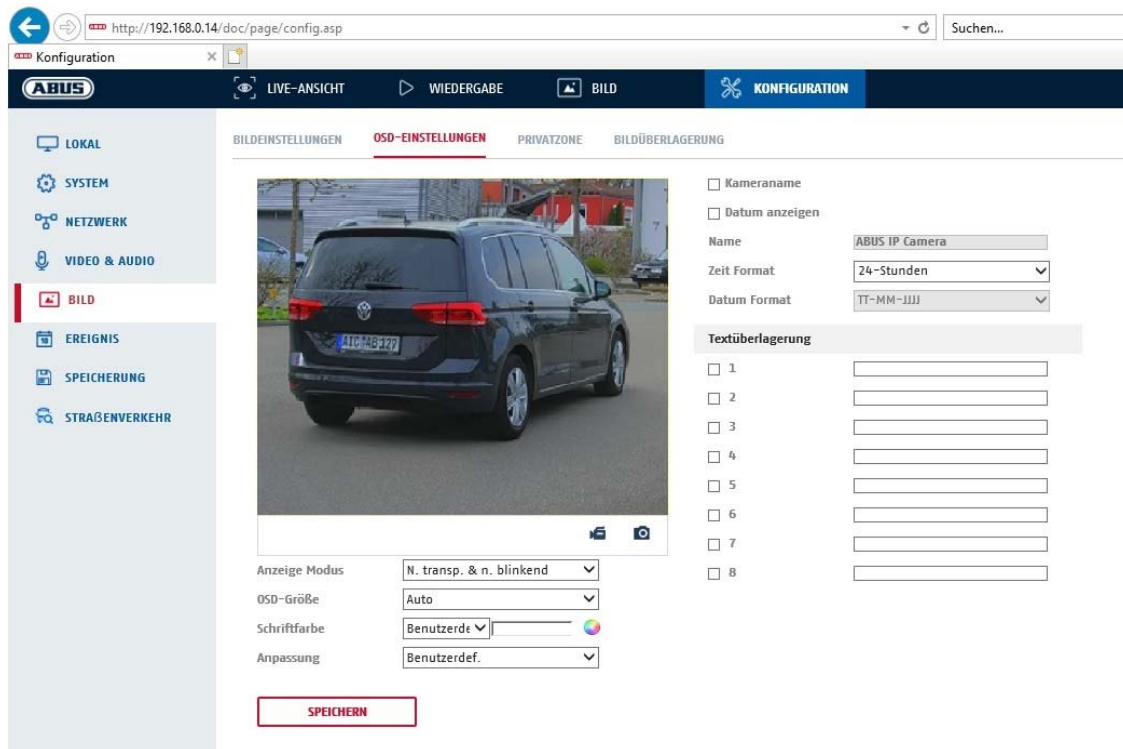 http://192.168.0.14/doc/page/config.asp
Suchen...
Konfiguration
ABUS
LIVE-ANSICHT
WIEDERGABE
BILD
KONFIGURATION
LOKAL
SYSTEM
NETZWERK
VIDEO & AUDIO
BILD
EREIGNIS
SPEICHERUNG
STRAßENVERKEHR
BILDEINSTELLUNGEN
OSD-EINSTELLUNGEN
PRIVATZONE
BILDÜBERLAGERUNG
AIC AB127
Anzeige Modus
N. transp. & n. blinkend
OSD-Größe
Auto
Schriftfarbe
Benutzerde
Anpassung
Benutzerdef.
SPEICHERN
Kameraname
Datum anzeigen
Name
ABUS IP Camera
Zeit Format
24-Stunden
Datum Format
TT-MM-JJJJ
Textüberlagerung
1
2
3
4
5
6
7
8